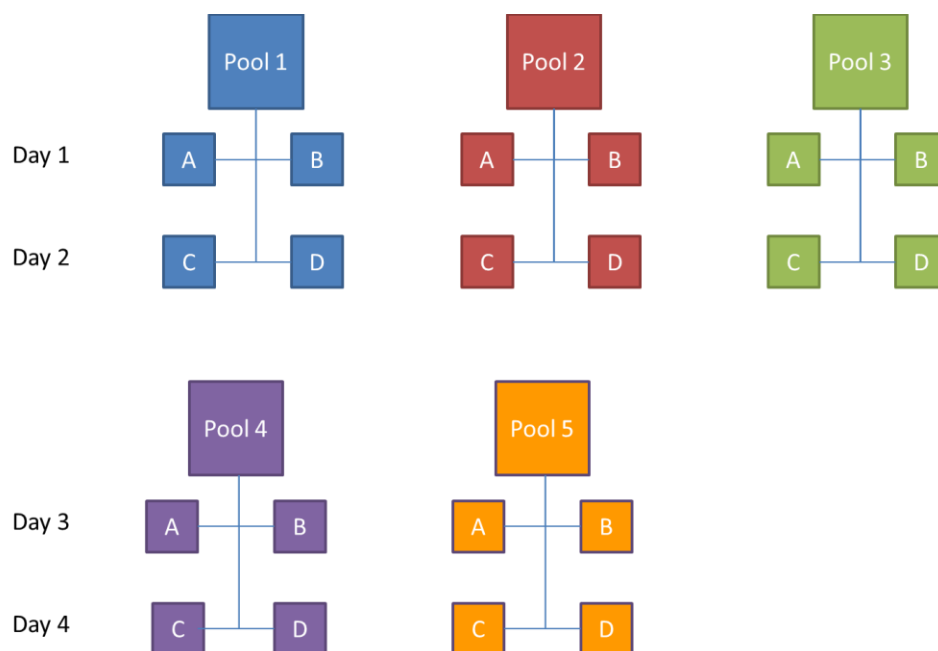 Pool 1 Pool 2 Pool 3
Day 1 A B A B A B
Day 2 C D C D C D
Pool 4 Pool 5
Day 3 A B A B
Day 4 C D C D